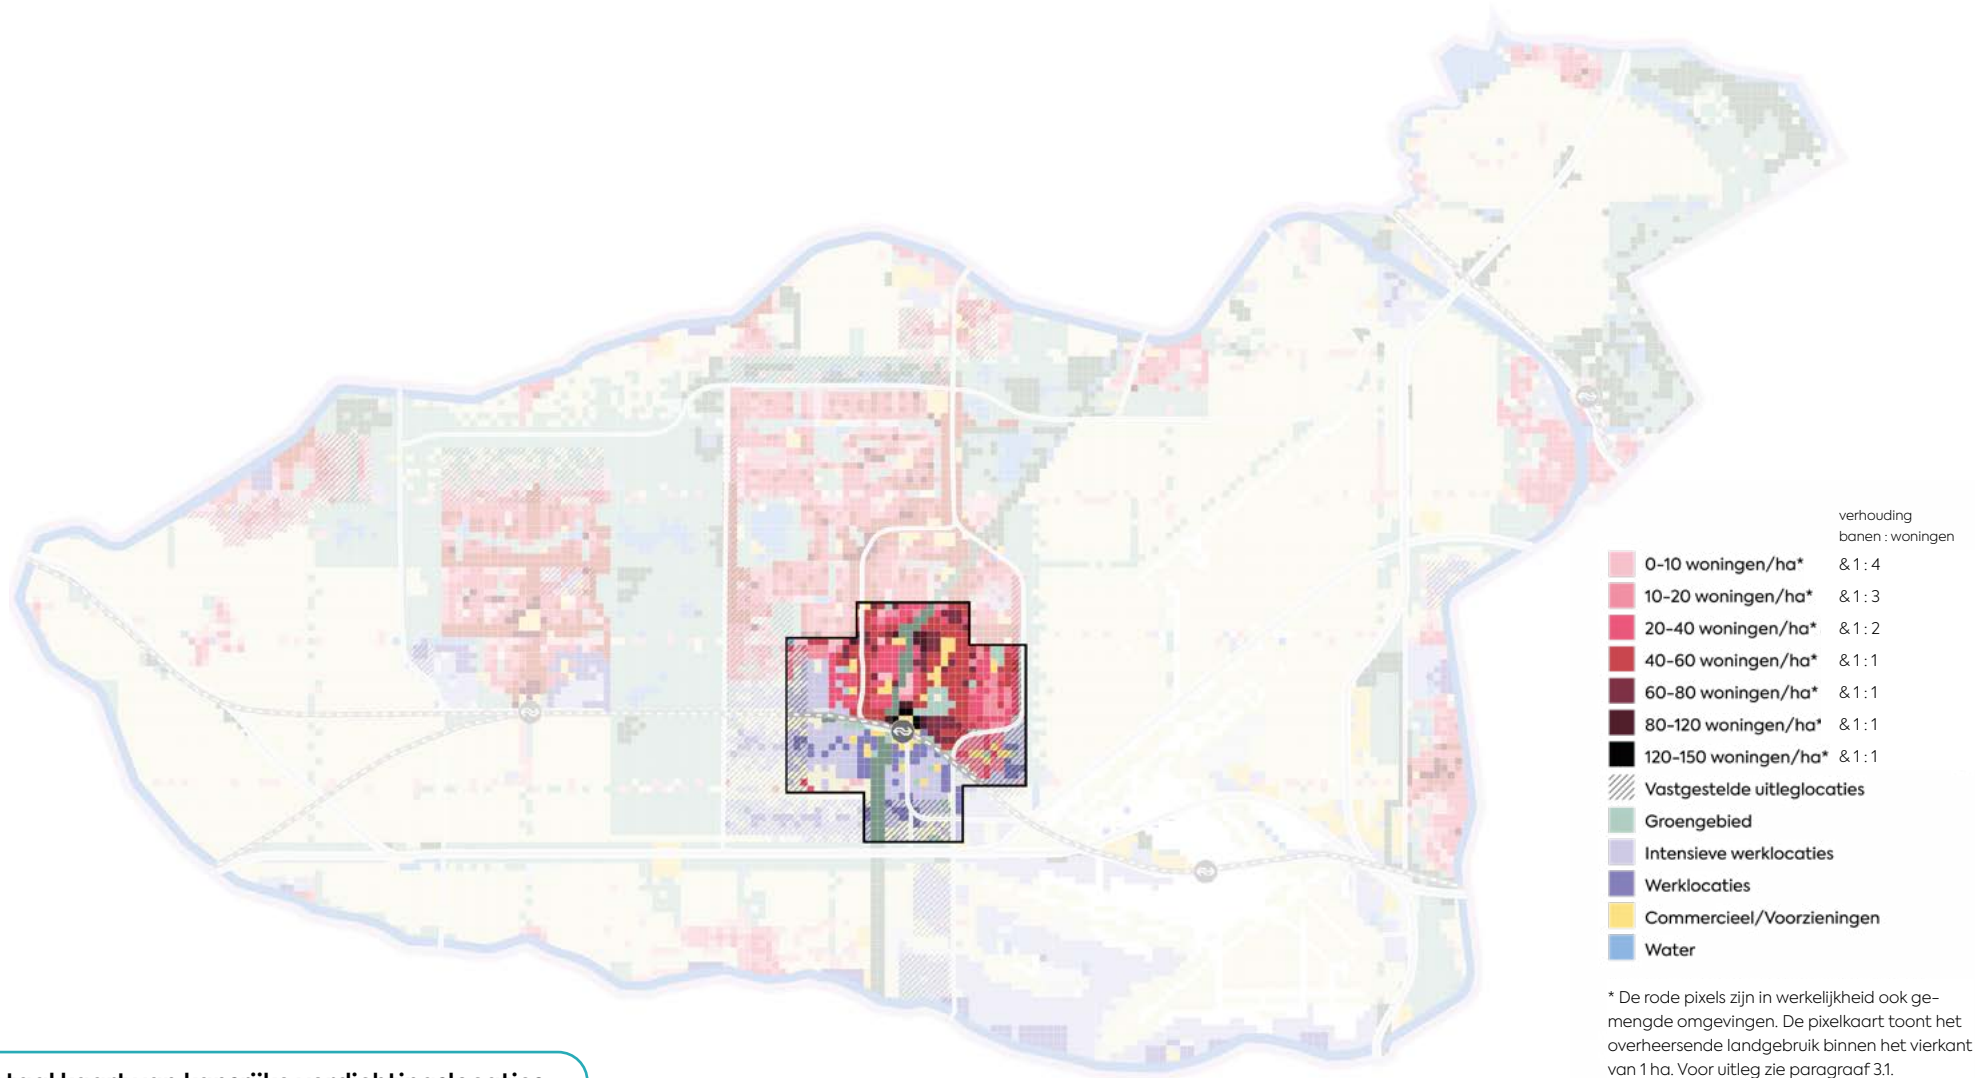 verhouding
banen : woningen
0-10 woningen/ha* & 1 : 4
10-20 woningen/ha* & 1 : 3
20-40 woningen/ha* & 1 : 2
40-60 woningen/ha* & 1 : 1
60-80 woningen/ha* & 1 : 1
80-120 woningen/ha* & 1 : 1
120-150 woningen/ha* & 1 : 1
Vastgestelde uitleglocaties
Groengebied
Intensieve werklocaties
Werklocaties
Commercieel/Voorzieningen
Water
* De rode pixels zijn in werkelijkheid ook ge-
mengde omgevingen. De pixelkaart toont het
overheersende landgebruik binnen het vierkant
van 1 ha. Voor uitleg zie paragraaf 3.1.